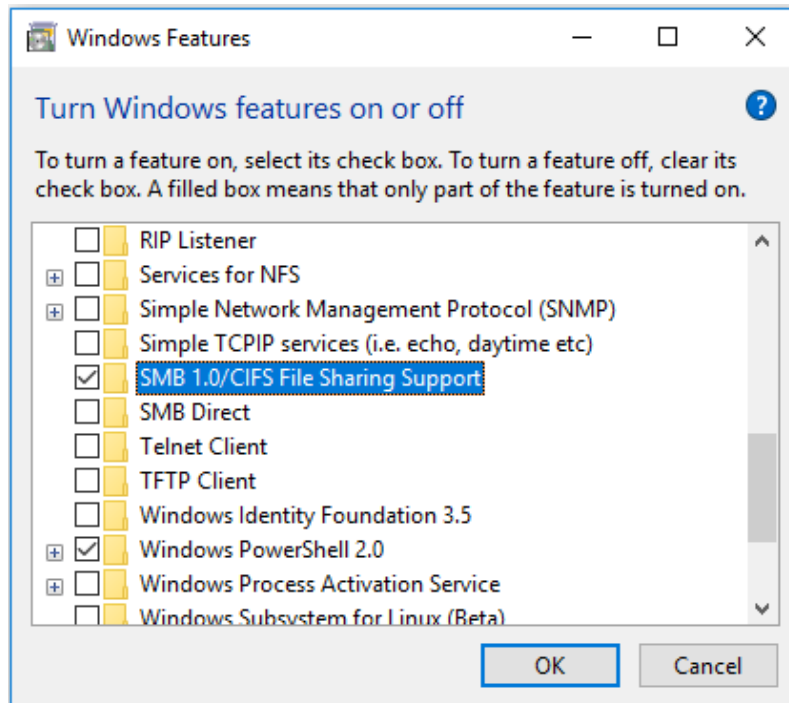 Windows Features
Turn Windows features on or off
?
To turn a feature on, select its check box. To turn a feature off, clear its
check box. A filled box means that only part of the feature is turned on.
RIP Listener
Services for NFS
Simple Network Management Protocol (SNMP)
Simple TCPIP services (i.e. echo, daytime etc)
SMB 1.0/CIFS File Sharing Support
SMB Direct
Telnet Client
TFTP Client
Windows Identity Foundation 3.5
Windows PowerShell 2.0
Windows Process Activation Service
Windows Subsystem for Linux (Beta)
OK Cancel